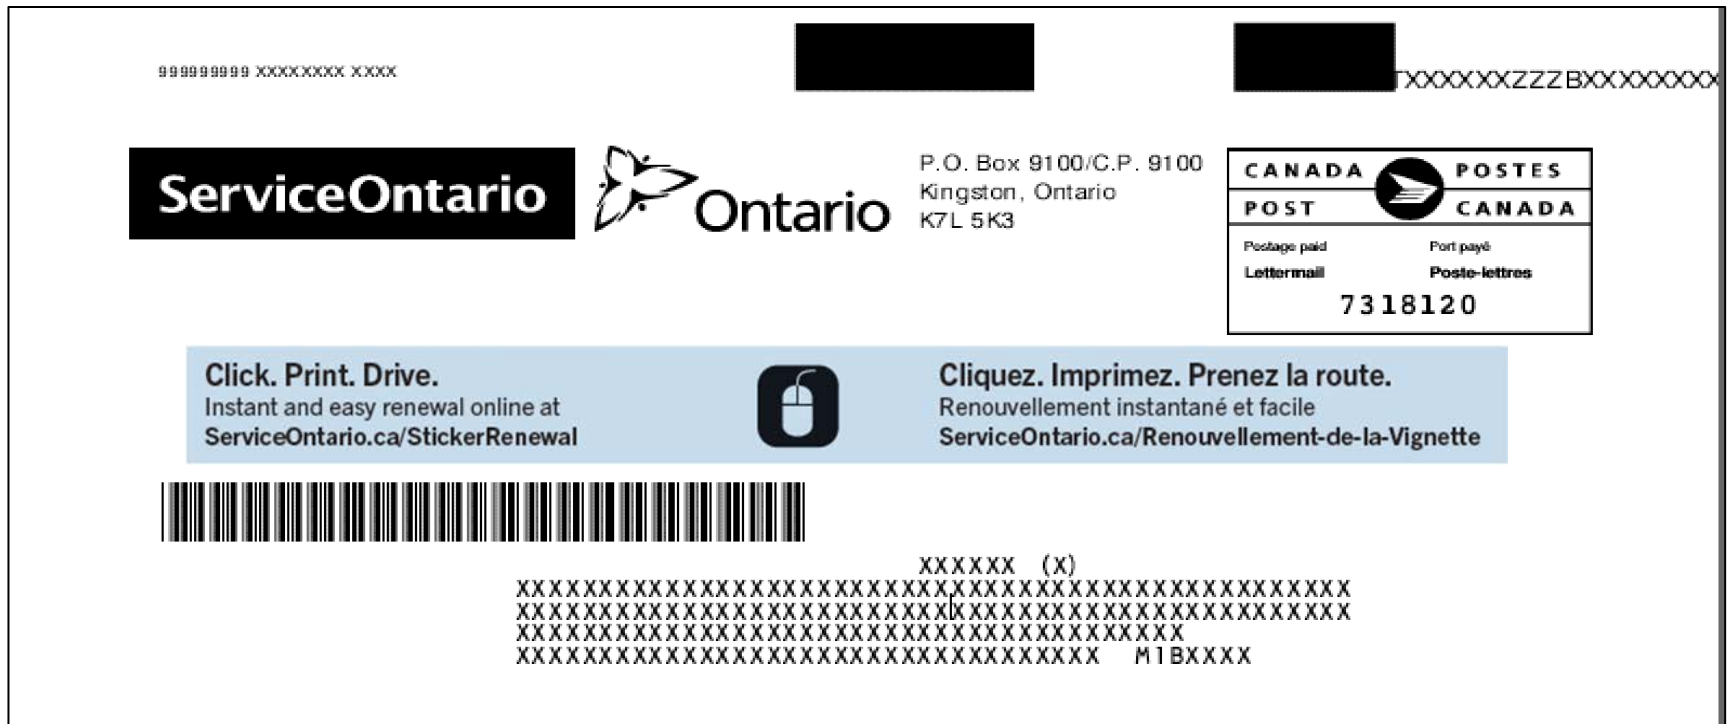 999999999 XXXXXXXX XXXX
TXXXXXXZZZBXXXXXXXX
ServiceOntario
Ontario
P.O. Box 9100/C.P. 9100
Kingston, Ontario
K7L 5K3
CANADA POSTES
POST CANADA
Postage paid Port payé
Lettermail Poste-lettres
7318120
Click. Print. Drive.
Instant and easy renewal online at
ServiceOntario.ca/StickerRenewal
Cliquez. Imprimez. Prenez la route.
Renouvellement instantané et facile
ServiceOntario.ca/Renouvellement-de-la-Vignette
XXXXXX (X)
XXXXXXXXXXXXXXXXXXXXXXXXXXXXXXXXXXXXXXXXXXXXXXXXXX
XXXXXXXXXXXXXXXXXXXXXXXXXXXXXXXXXXXXXXXXXXXXXXXXXX
XXXXXXXXXXXXXXXXXXXXXXXXXXXXXXXXXXXXXXXX
XXXXXXXXXXXXXXXXXXXXXXXXXXXXXXXXXXX M1BXXXX